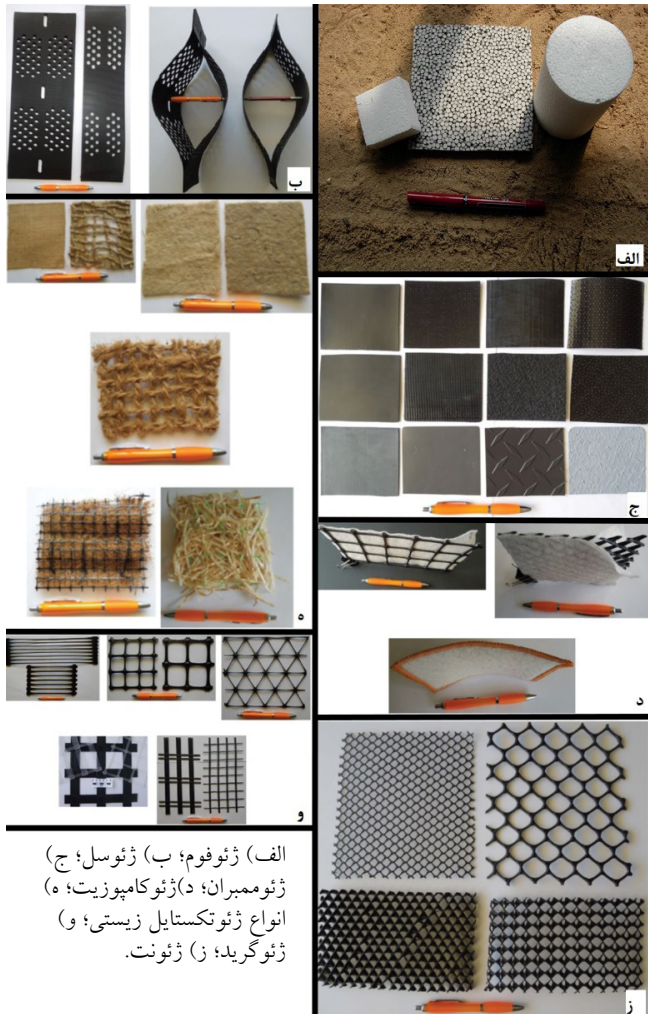 ب
الف
ج
ه
د
و
ز
الف) ژئوفوم؛ ب) ژئوسل؛ ج)
ژئوممبران؛ د)ژئوکامپوزیت؛ ه)
انواع ژئوتکستایل زیستی؛ و)
ژئوگرید؛ ز) ژئونت.